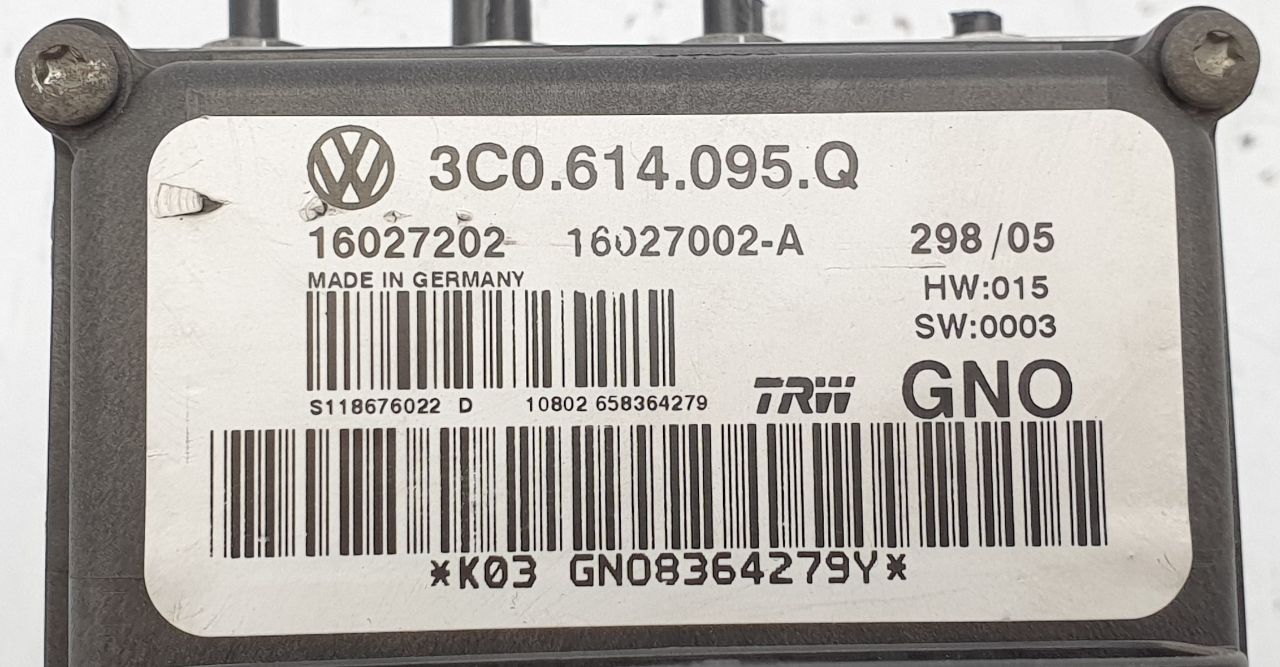 3C0.614.095.Q
16027202 16027002-A 298/05
MADE IN GERMANY
HW:015
SW:0003
S118676022 D 10802 658364279
TRW GNO
*K03 GNO8364279Y*